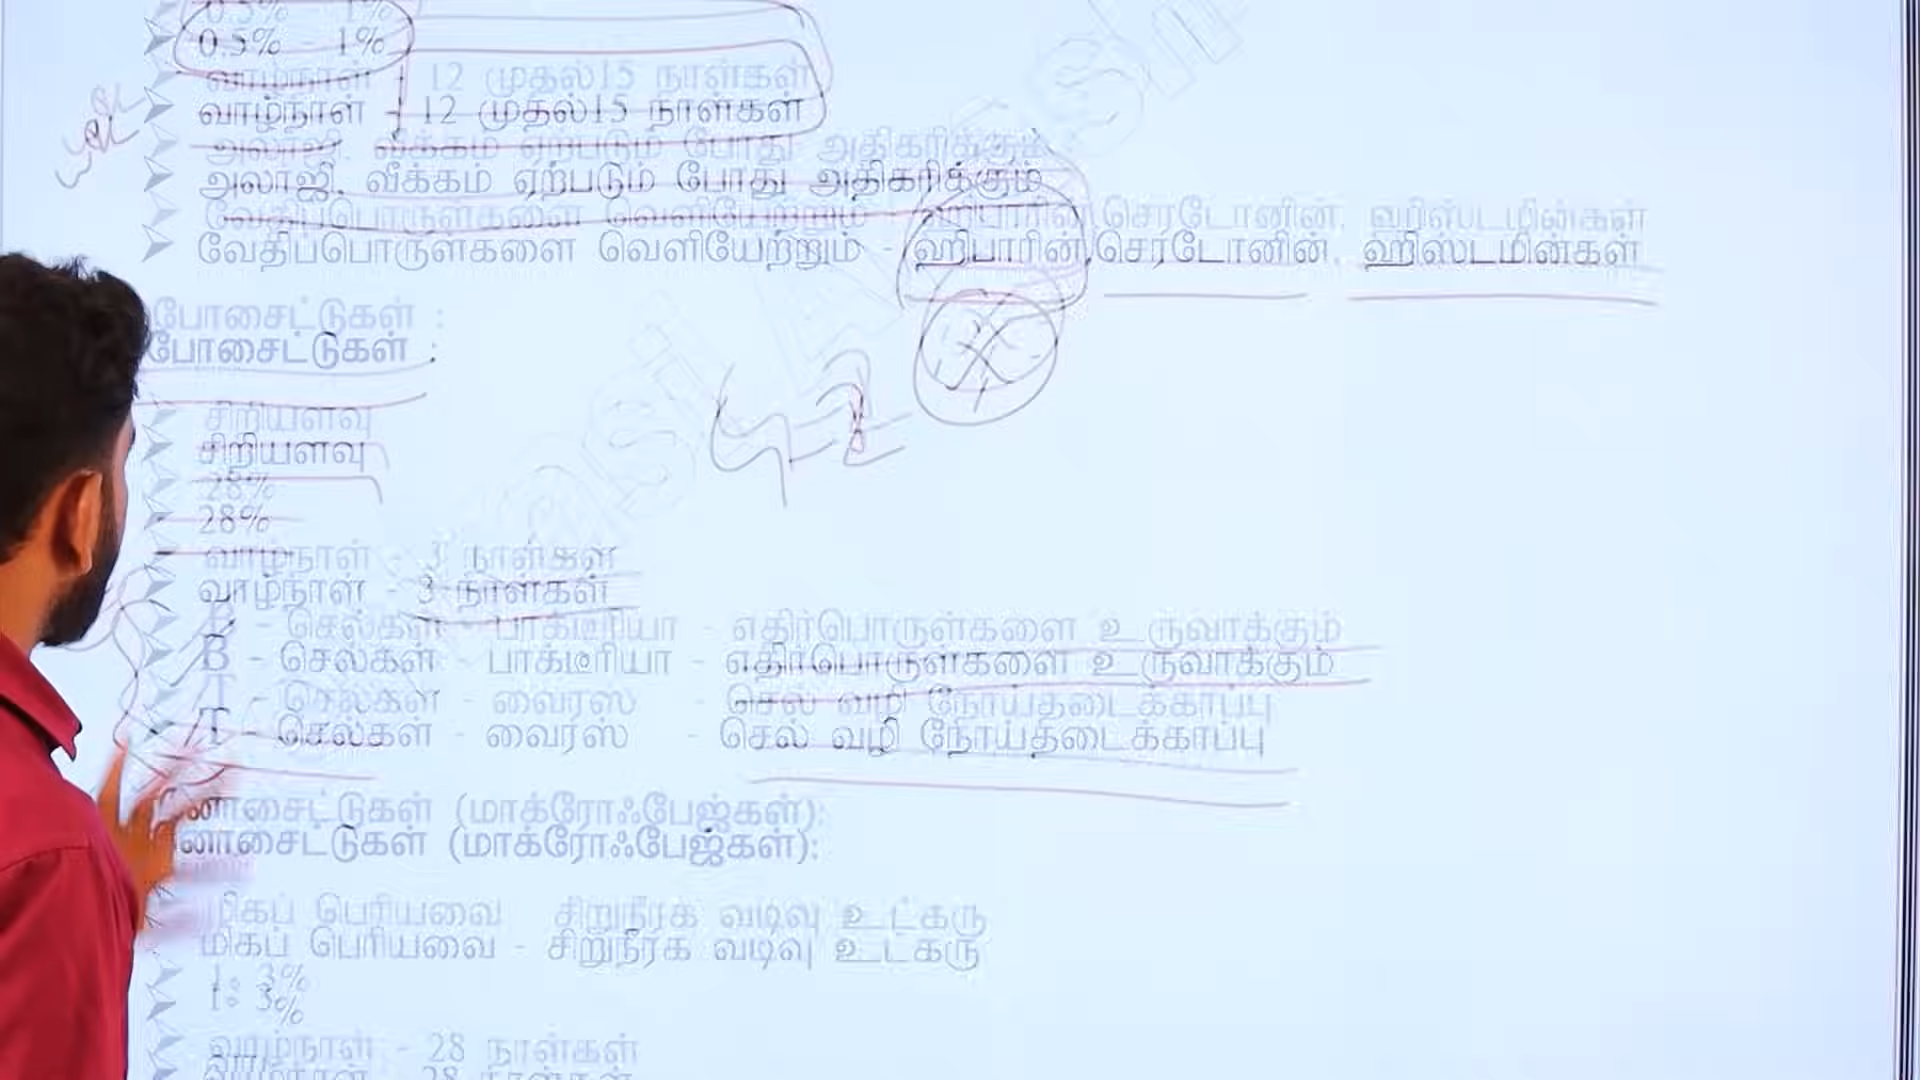 0.5% - 1%
வாழ்நாள் - 12 முதல்15 நாள்கள்
அலாஜி, வீக்கம் ஏற்படும் போது அதிகரிக்கும்
வேதிப்பொருள்களை வெளியேற்றும் - ஹிபாரின்,செரடோனின், ஹிஸ்டமின்கள்
போசைட்டுகள் :
சிறியளவு
28%
வாழ்நாள் - 3 நாள்கள்
B - செல்கள் - பாக்டீரியா - எதிர்பொருள்களை உருவாக்கும்
T - செல்கள் - வைரஸ் - செல் வழி நோய்தடைக்காப்பு
னாசைட்டுகள் (மாக்ரோஃபேஜ்கள்):
மிகப் பெரியவை - சிறுநீரக வடிவ உட்கரு
1- 3%
வாழ்நாள் - 28 நாள்கள்